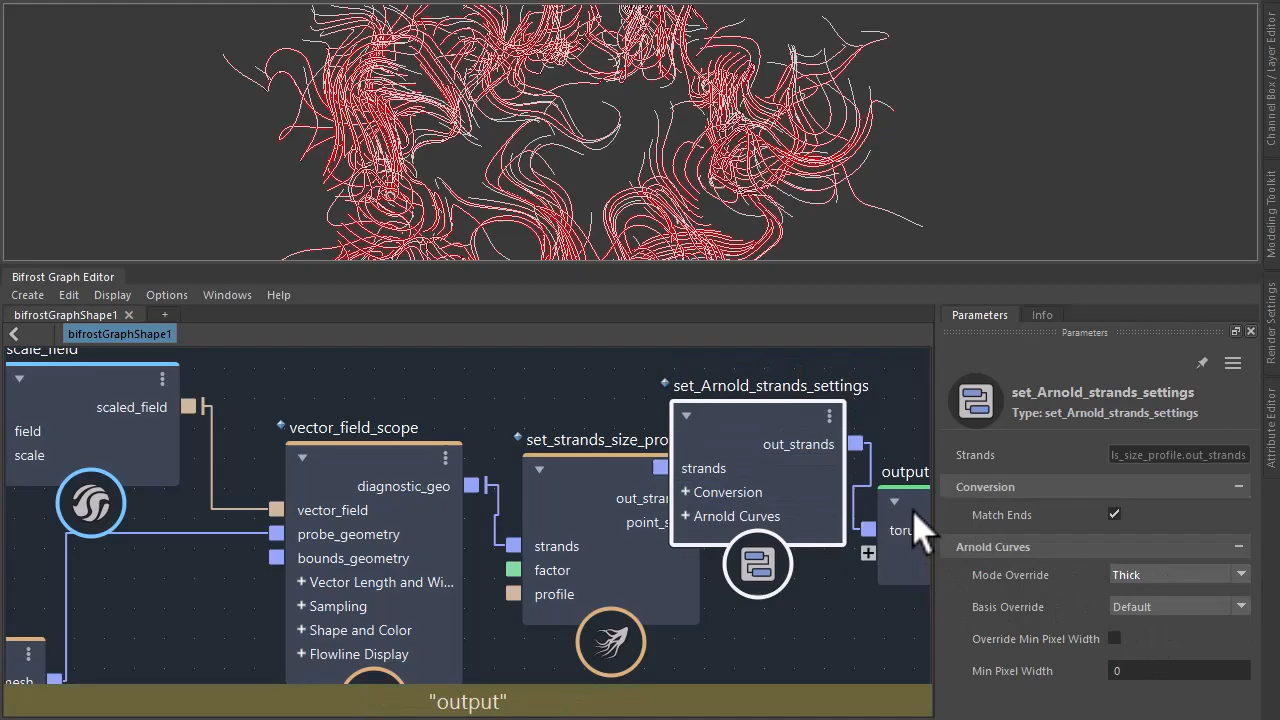 Channel Box / Layer Editor
Modeling Toolkit
Render Settings
Attribute Editor
Bifrost Graph Editor
Create Edit Display Options Windows Help
bifrostGraphShape1
+
bifrostGraphShape1
scale_field
scaled_field
field
scale
mesh
vector_field_scope
diagnostic_geo
vector_field
probe_geometry
bounds_geometry
+ Vector Length and Wi...
+ Sampling
+ Shape and Color
+ Flowline Display
set_strands_size_pro
out_stran
point_s
strands
factor
profile
set_Arnold_strands_settings
out_strands
strands
+ Conversion
+ Arnold Curves
output
toru
"output"
Parameters Info
Parameters
set_Arnold_strands_settings
Type: set_Arnold_strands_settings
Strands ls_size_profile.out_strands
Conversion
Match Ends
Arnold Curves
Mode Override Thick
Basis Override Default
Override Min Pixel Width
Min Pixel Width 0